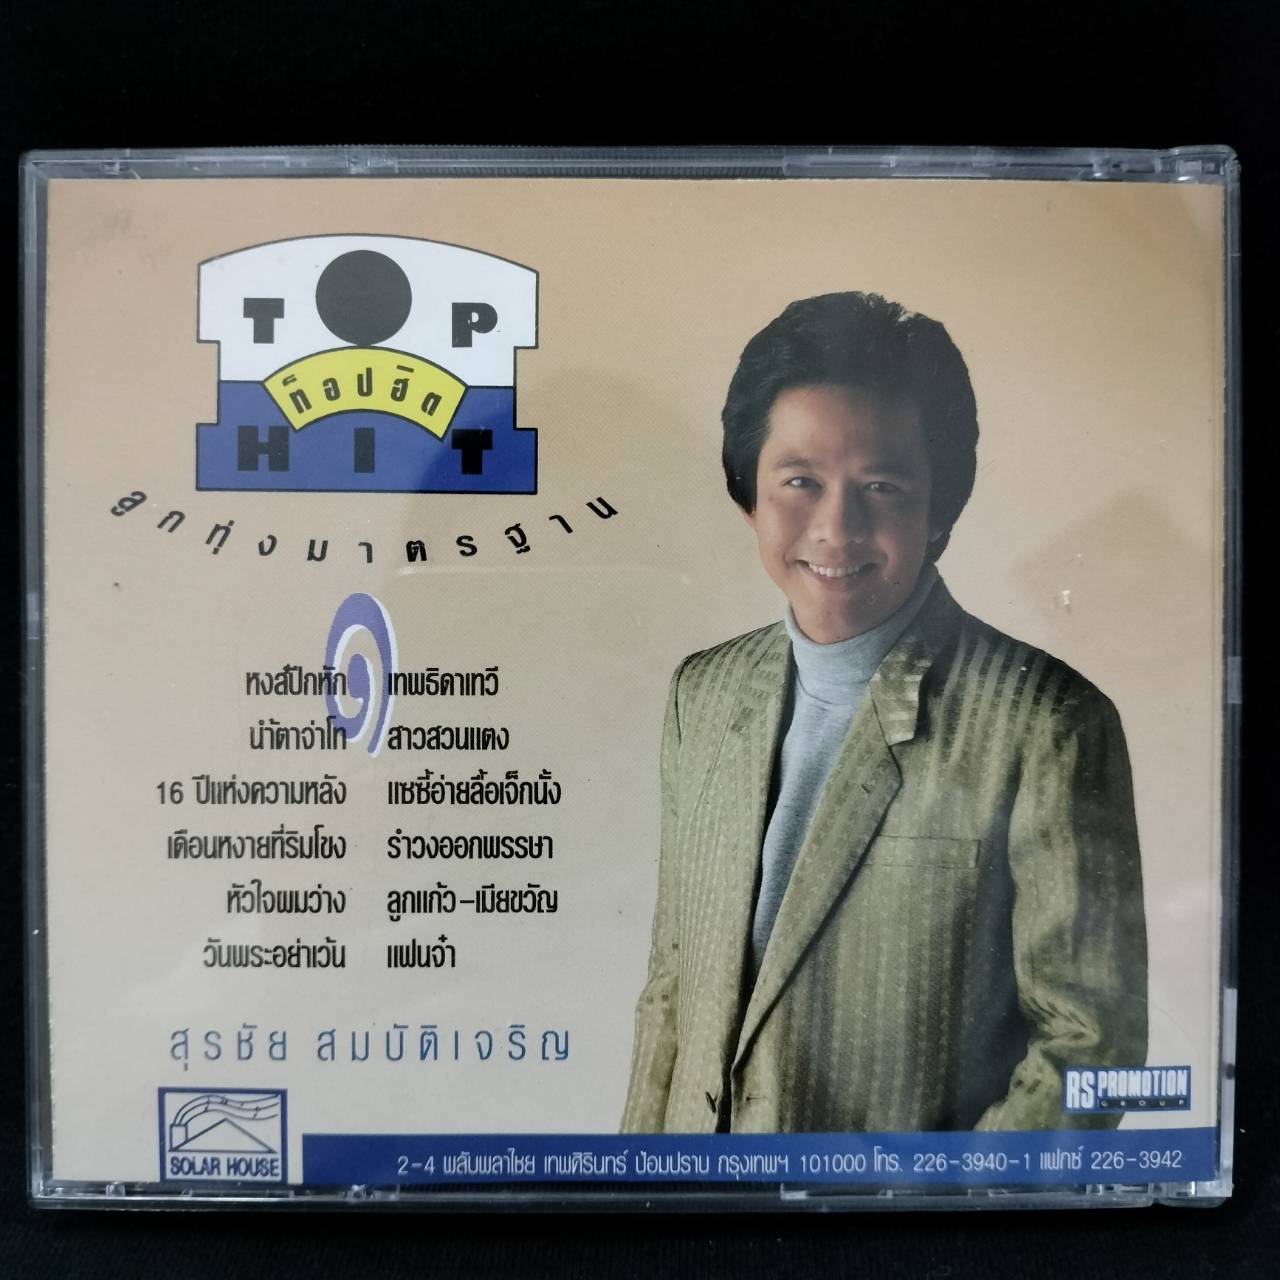 TOP
ท็อปฮิต
HIT
ลูกทุ่งมาตรฐาน
๑
หงส์ปีกหัก เทพธิดาเทวี
น้ำตาจ่าโท สาวสวนแตง
16 ปีแห่งความหลัง แซซี้อ้ายลื้อเจ็กนั้ง
เดือนหงายที่ริมโขง รำวงออกพรรษา
หัวใจผมว่าง ลูกแก้ว-เมียขวัญ
วันพระอย่าเว้น แฟนจ๋า
สุรชัย สมบัติเจริญ
RS PROMOTION
GROUP
SOLAR HOUSE
2-4 พลับพลาไชย เทพศิรินทร์ ป้อมปราบ กรุงเทพฯ 101000 โทร. 226-3940-1 แฟกซ์ 226-3942